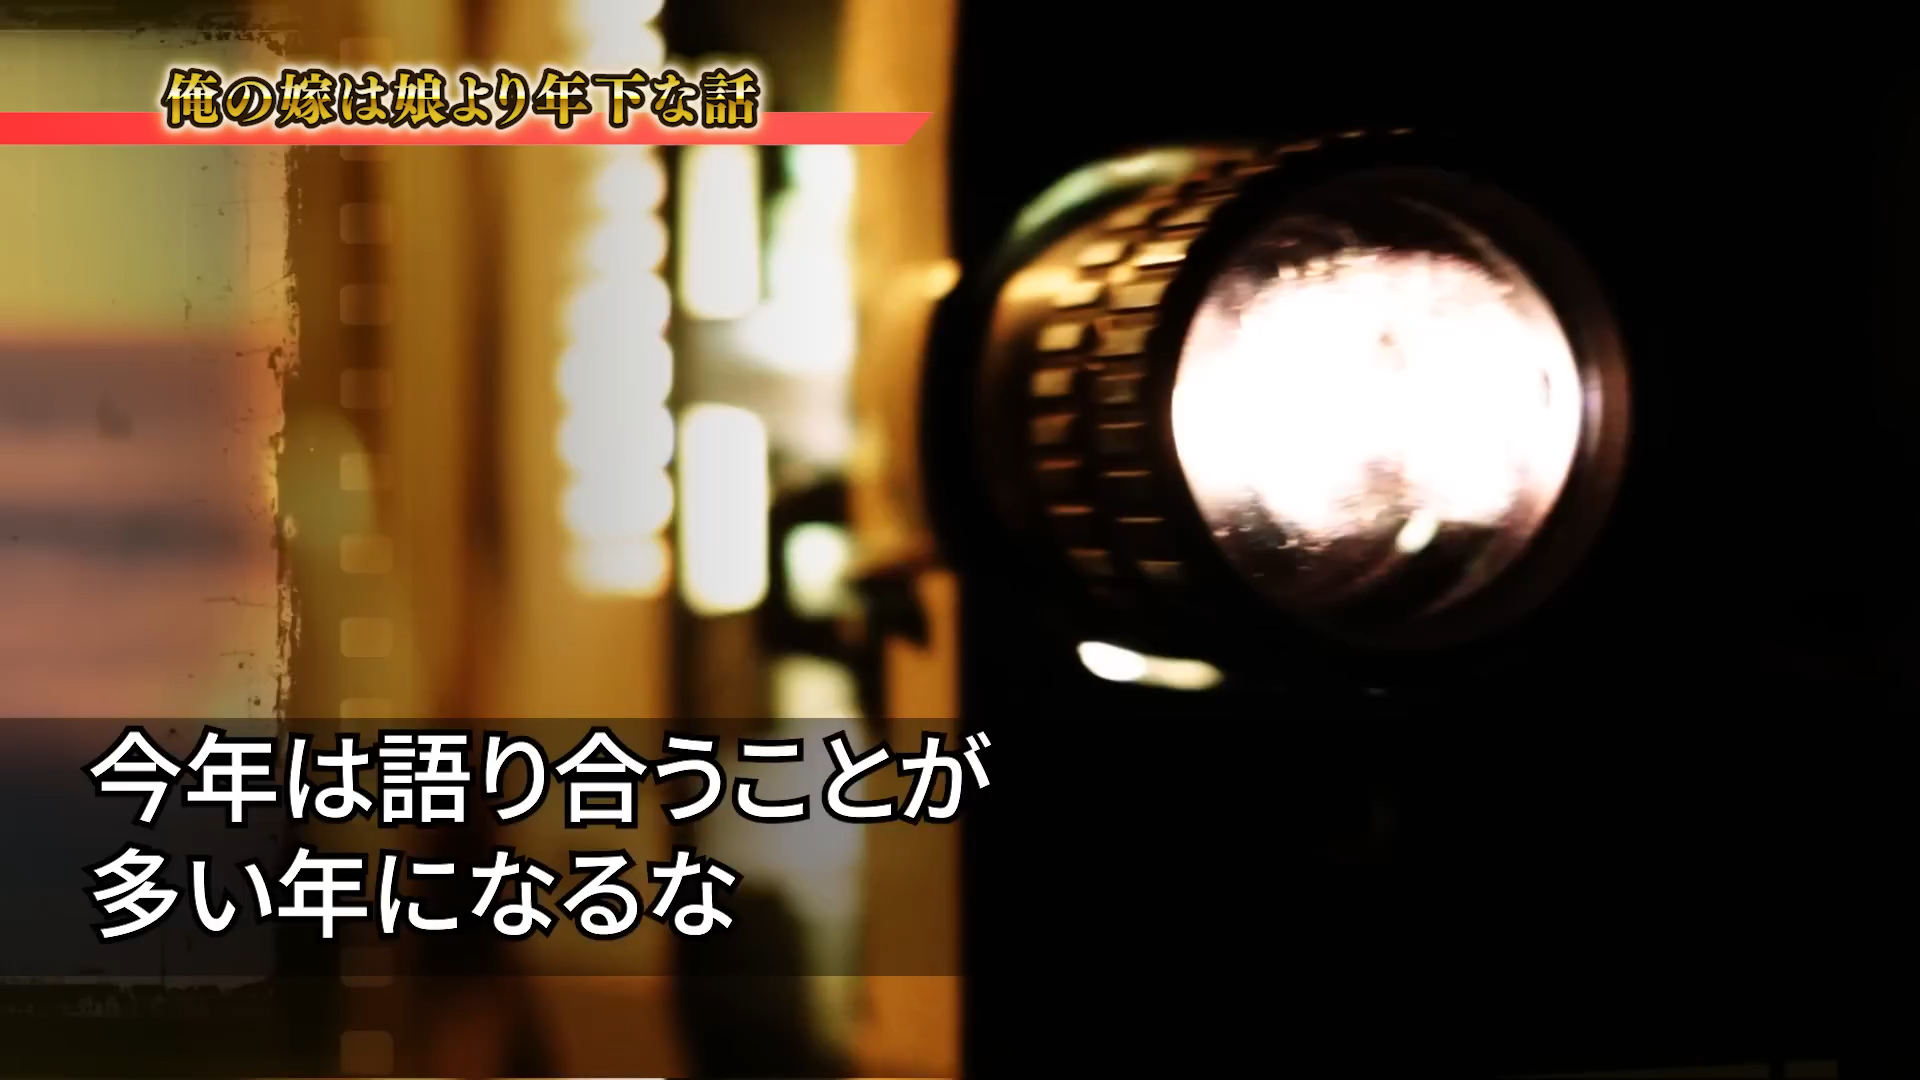 俺の嫁は娘より年下な話
今年は語り合うことが
多い年になるな